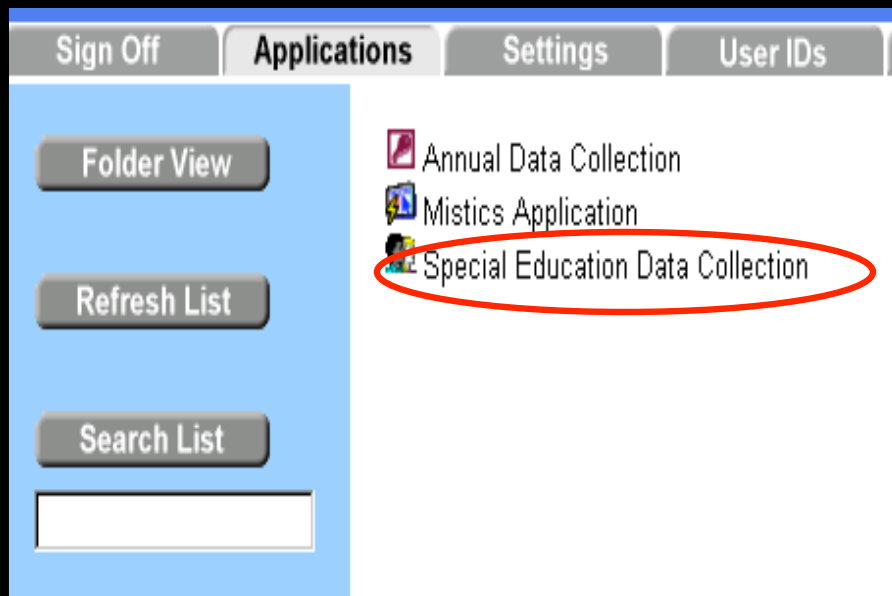 Sign Off Applications Settings User IDs
Folder View
Refresh List
Search List
Annual Data Collection
Mistics Application
Special Education Data Collection